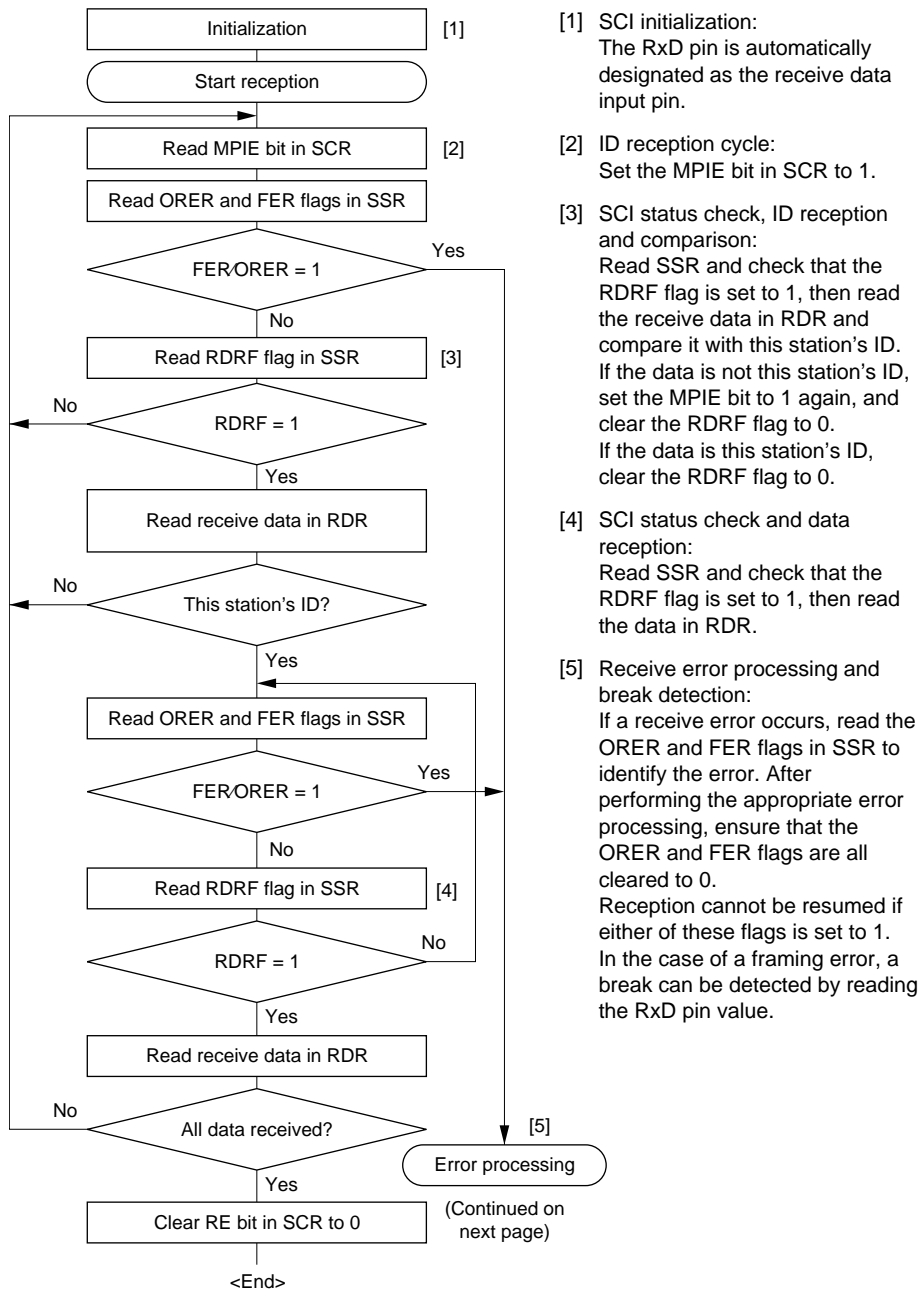 Initialization
[1]
Start reception
Read MPIE bit in SCR
[2]
Read ORER and FER flags in SSR
Yes
FER∕ORER = 1
No
Read RDRF flag in SSR
[3]
No
RDRF = 1
Yes
Read receive data in RDR
No
This station's ID?
Yes
Read ORER and FER flags in SSR
Yes
FER∕ORER = 1
No
Read RDRF flag in SSR
[4]
No
RDRF = 1
Yes
Read receive data in RDR
No
All data received?
[5]
Error processing
Yes
(Continued on
next page)
Clear RE bit in SCR to 0
<End>
[1] SCI initialization:
The RxD pin is automatically
designated as the receive data
input pin.
[2] ID reception cycle:
Set the MPIE bit in SCR to 1.
[3] SCI status check, ID reception
and comparison:
Read SSR and check that the
RDRF flag is set to 1, then read
the receive data in RDR and
compare it with this station's ID.
If the data is not this station's ID,
set the MPIE bit to 1 again, and
clear the RDRF flag to 0.
If the data is this station's ID,
clear the RDRF flag to 0.
[4] SCI status check and data
reception:
Read SSR and check that the
RDRF flag is set to 1, then read
the data in RDR.
[5] Receive error processing and
break detection:
If a receive error occurs, read the
ORER and FER flags in SSR to
identify the error. After
performing the appropriate error
processing, ensure that the
ORER and FER flags are all
cleared to 0.
Reception cannot be resumed if
either of these flags is set to 1.
In the case of a framing error, a
break can be detected by reading
the RxD pin value.